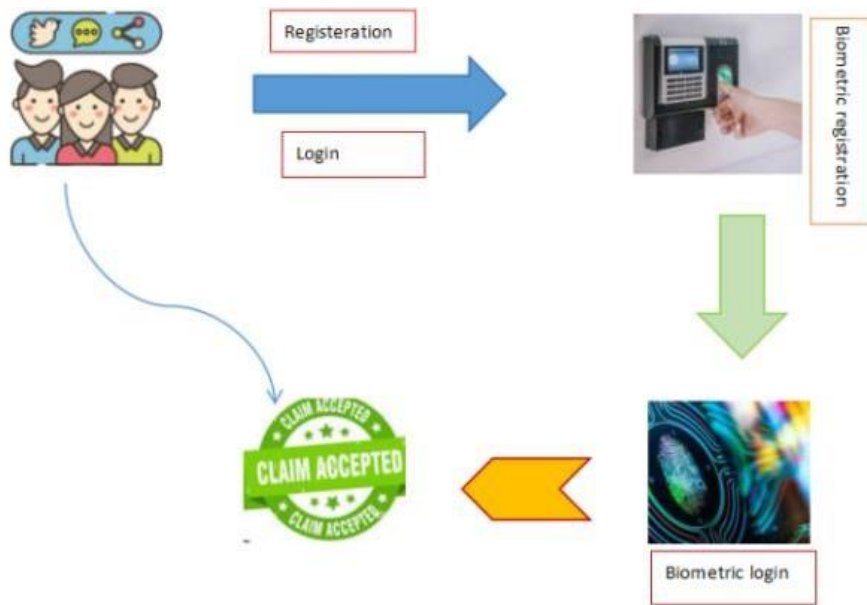 Registeration
Login
Biometric registration
CLAIM ACCEPTED
CLAIM ACCEPTED
CLAIM ACCEPTED
Biometric login